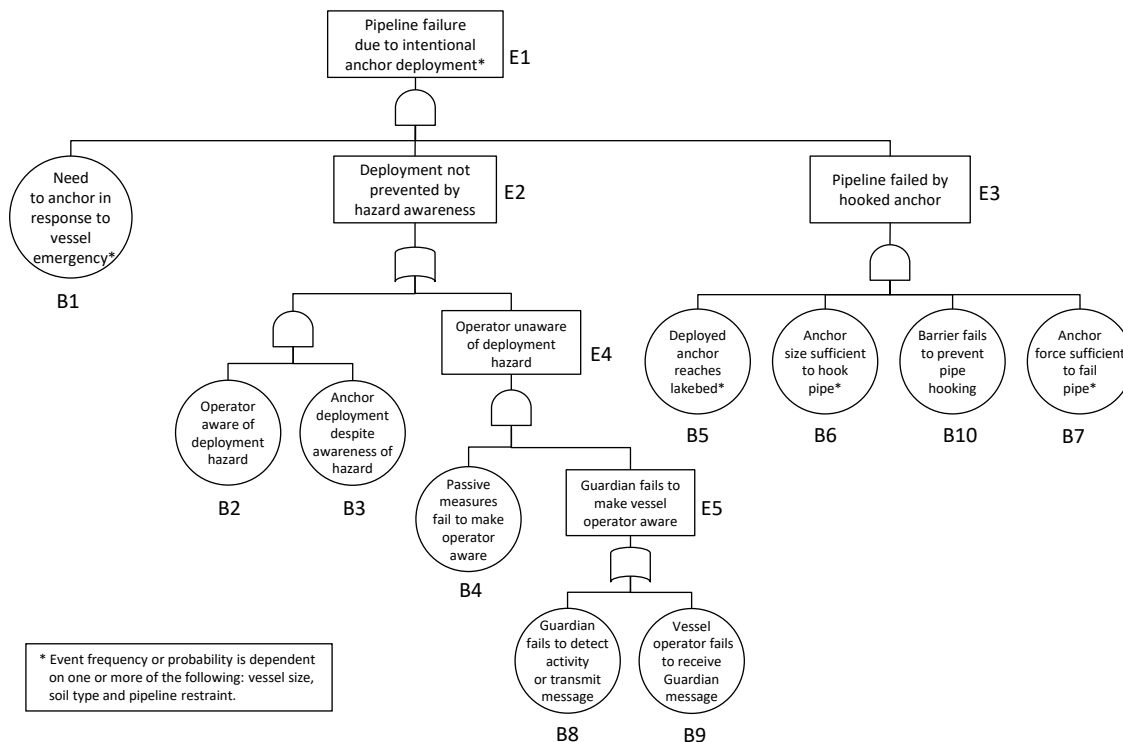 Pipeline failure
due to intentional
anchor deployment*
E1
Need
to anchor in
response to
vessel
emergency*
B1
Deployment not
prevented by
hazard awareness
E2
Pipeline failed by
hooked anchor
E3
Operator
aware of
deployment
hazard
B2
Anchor
deployment
despite
awareness of
hazard
B3
Operator unaware
of deployment
hazard
E4
Deployed
anchor
reaches
lakebed*
B5
Anchor
size sufficient
to hook
pipe*
B6
Barrier fails
to prevent
pipe
hooking
B10
Anchor
force sufficient
to fail
pipe*
B7
Passive
measures
fail to make
operator
aware
B4
Guardian fails to
make vessel
operator aware
E5
Guardian
fails to detect
activity
or transmit
message
B8
Vessel
operator fails
to receive
Guardian
message
B9
* Event frequency or probability is dependent
on one or more of the following: vessel size,
soil type and pipeline restraint.